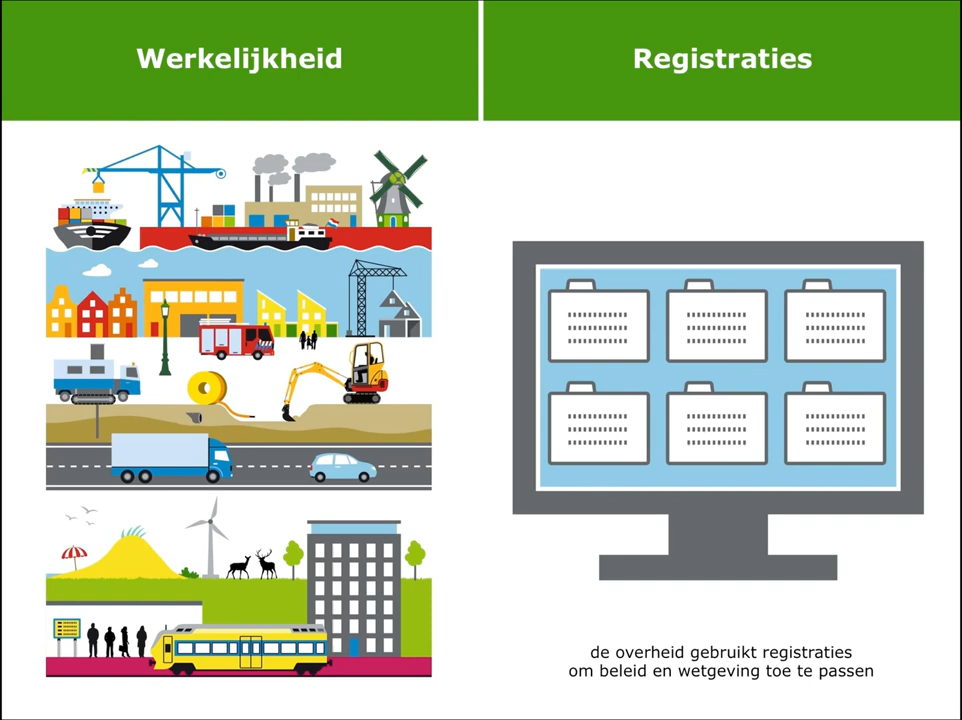 Werkelijkheid
Registraties
de overheid gebruikt registraties
om beleid en wetgeving toe te passen